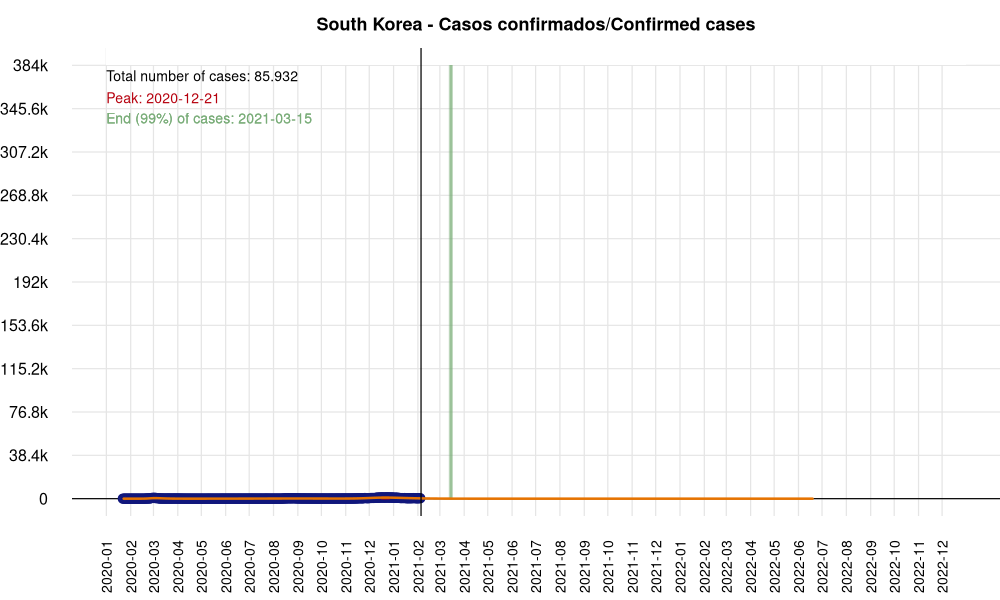 South Korea - Casos confirmados/Confirmed cases
Total number of cases: 85.932
Peak: 2020-12-21
End (99%) of cases: 2021-03-15
384k
345.6k
307.2k
268.8k
230.4k
192k
153.6k
115.2k
76.8k
38.4k
0
2020-01
2020-02
2020-03
2020-04
2020-05
2020-06
2020-07
2020-08
2020-09
2020-10
2020-11
2020-12
2021-01
2021-02
2021-03
2021-04
2021-05
2021-06
2021-07
2021-08
2021-09
2021-10
2021-11
2021-12
2022-01
2022-02
2022-03
2022-04
2022-05
2022-06
2022-07
2022-08
2022-09
2022-10
2022-11
2022-12